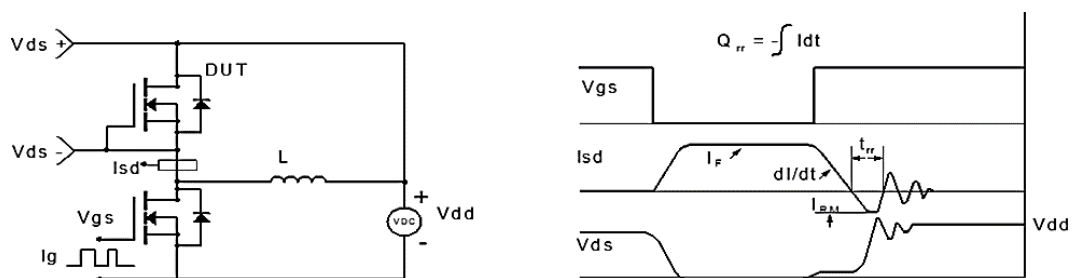 Vds +
DUT
Vds -
Isd
L
Vgs
Ig
+
VDC
-
Vdd
Q rr = - ∫ Idt
Vgs
Isd
I F
dI/dt
t rr
I RM
Vdd
Vds